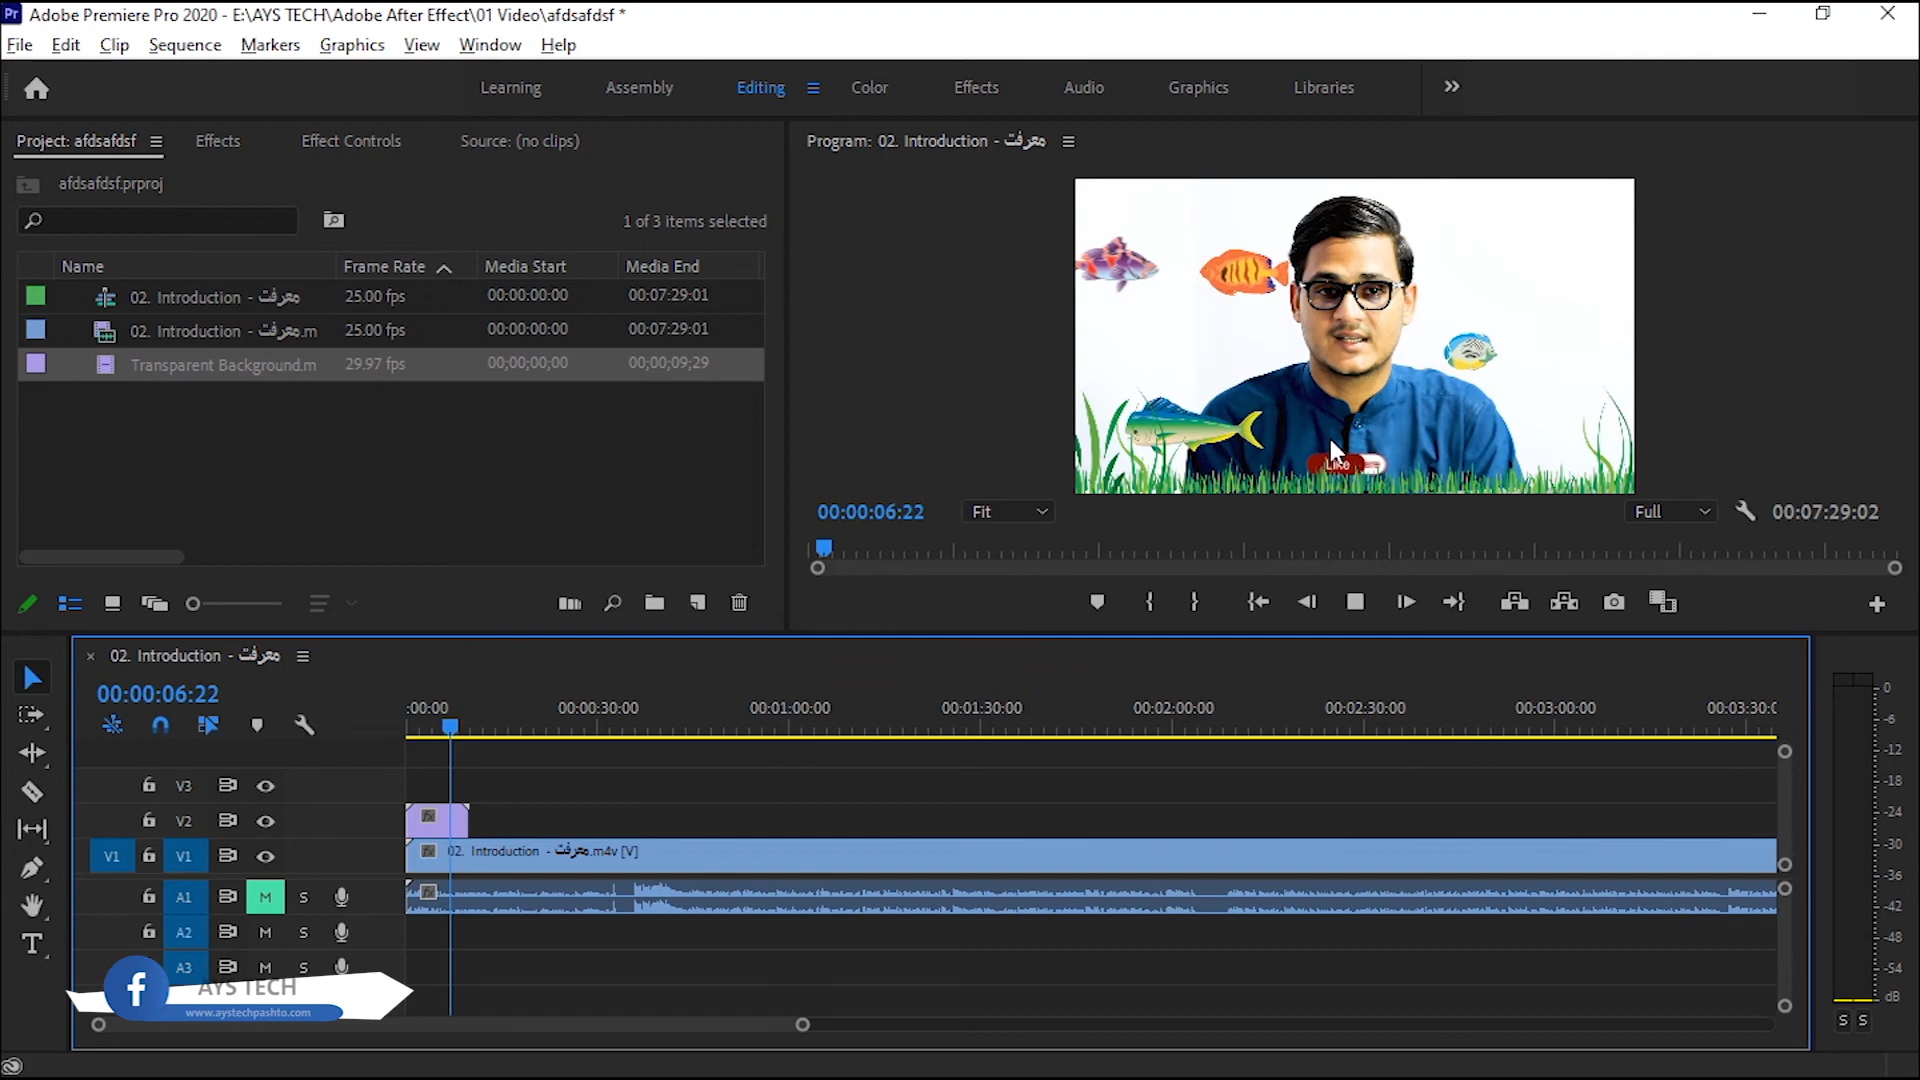 Adobe Premiere Pro 2020 - E:\AYS TECH\Adobe After Effect\01 Video\afdsafdsf *
File Edit Clip Sequence Markers Graphics View Window Help
Learning Assembly Editing Color Effects Audio Graphics Libraries
Project: afdsafdsf Effects Effect Controls Source: (no clips)
Program: 02. Introduction - معرفت
afdsafdsf.prproj
1 of 3 items selected
Name Frame Rate Media Start Media End
02. Introduction - معرفت 25.00 fps 00:00:00:00 00:07:29:01
02. Introduction - معرفت.m 25.00 fps 00:00:00:00 00:07:29:01
Transparent Background.m 29.97 fps 00;00;00;00 00;00;09;29
Like
00:00:06:22 Fit Full 00:07:29:02
02. Introduction - معرفت
00:00:06:22
:00:00 00:00:30:00 00:01:00:00 00:01:30:00 00:02:00:00 00:02:30:00 00:03:00:00 00:03:30:0
V3
V2
V1 V1 02. Introduction - معرفت.m4v [V]
A1 M S
A2 M S
A3 M S
0
-6
-12
-18
-24
-30
-36
-42
-48
-54
dB
S S
AYS TECH
www.aystechpashto.com